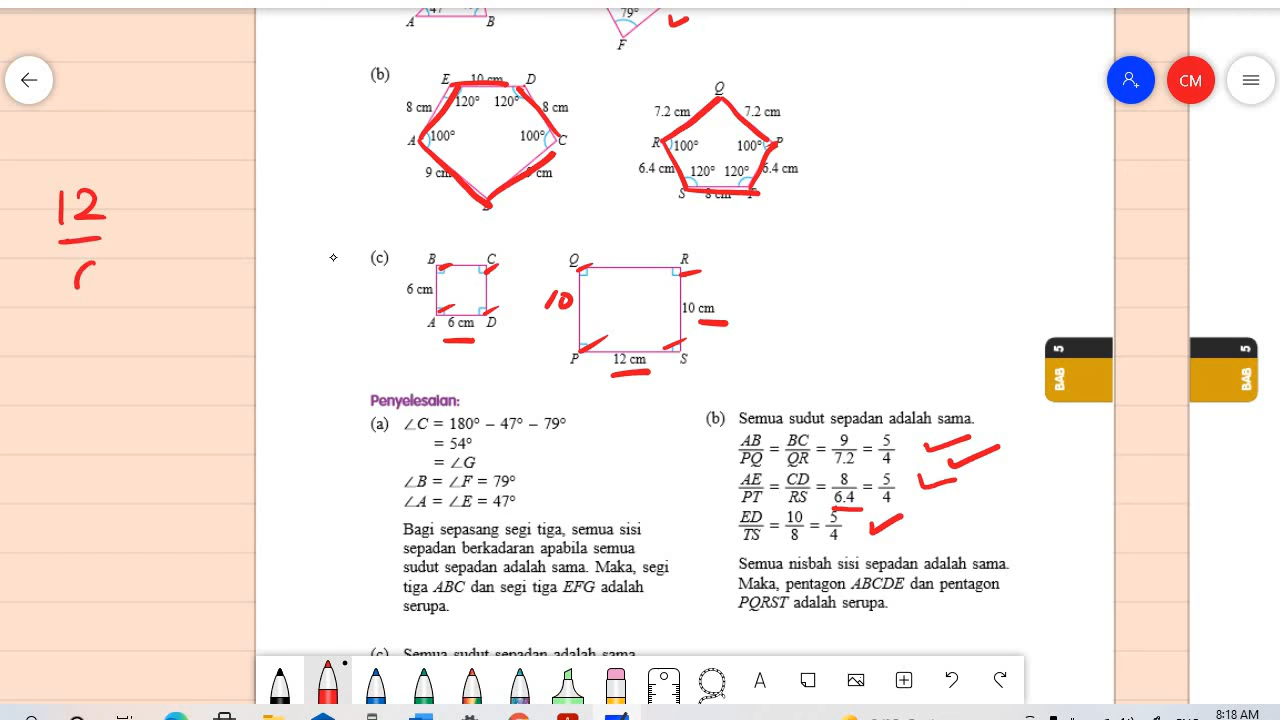 A 47° B
79°
F
(b)
E 10 cm D
8 cm 120° 120° 8 cm
A 100° 100° C
9 cm cm
Q
7.2 cm 7.2 cm
R 100° 100° P
6.4 cm 120° 120° 6.4 cm
S 8 cm T
CM
12
(c)
B C
6 cm
A 6 cm D
Q R
10
10 cm
P 12 cm S
BAB 5
BAB 5
Penyelesaian:
(a) ∠C = 180° – 47° – 79°
= 54°
= ∠G
∠B = ∠F = 79°
∠A = ∠E = 47°
Bagi sepasang segi tiga, semua sisi
sepadan berkadaran apabila semua
sudut sepadan adalah sama. Maka, segi
tiga ABC dan segi tiga EFG adalah
serupa.
(b) Semua sudut sepadan adalah sama.
AB/PQ = BC/QR = 9/7.2 = 5/4
AE/PT = CD/RS = 8/6.4 = 5/4
ED/TS = 10/8 = 5/4
Semua nisbah sisi sepadan adalah sama.
Maka, pentagon ABCDE dan pentagon
PQRST adalah serupa.
(c) Semua sudut sepadan adalah sama
A
8:18 AM